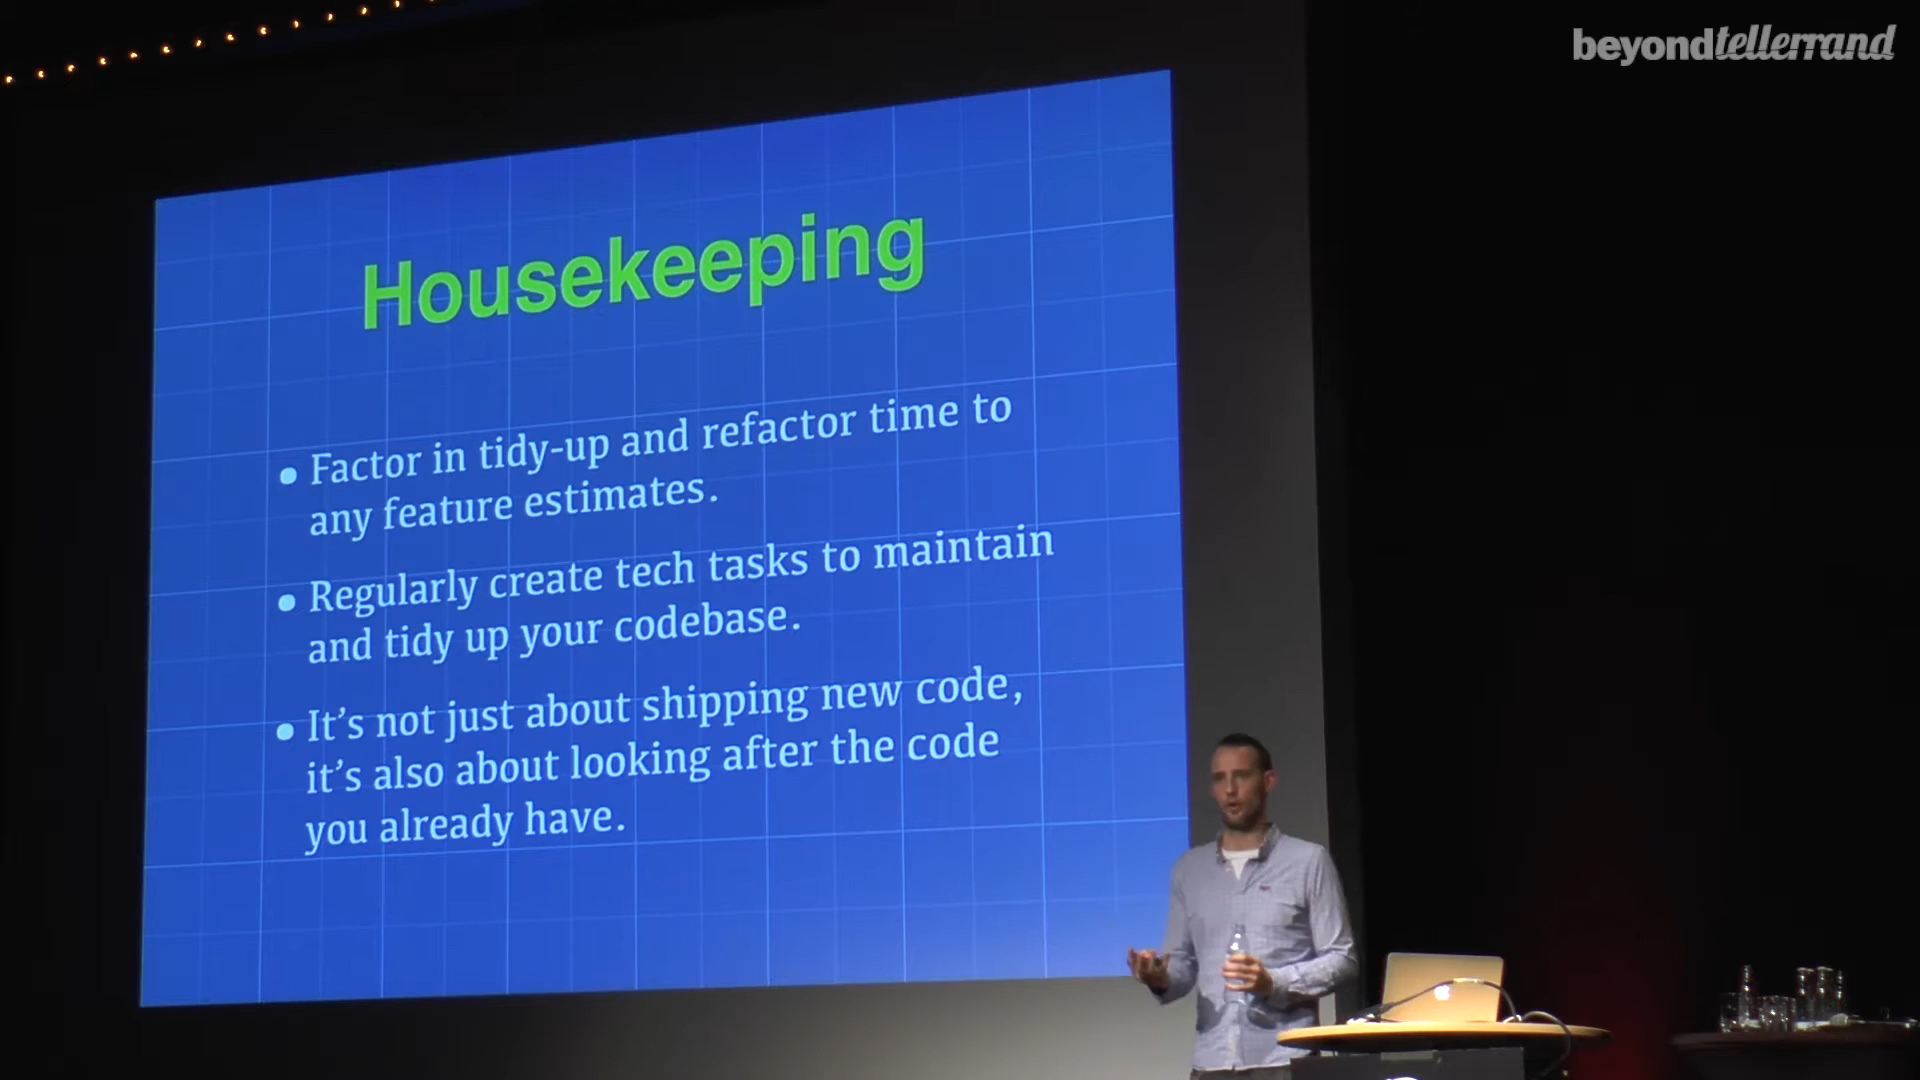 beyondtellerrand
Housekeeping
• Factor in tidy-up and refactor time to
any feature estimates.
• Regularly create tech tasks to maintain
and tidy up your codebase.
• It’s not just about shipping new code,
it’s also about looking after the code
you already have.